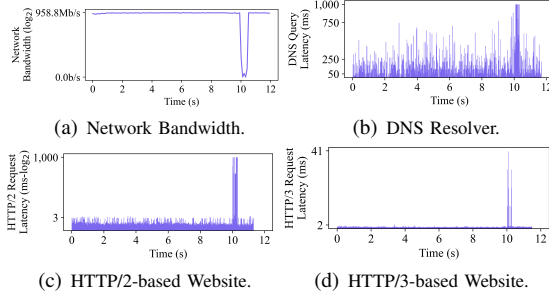 Network
Bandwidth (log2)
958.8Mb/s
0.0b/s
0 2 4 6 8 10 12
Time (s)
(a) Network Bandwidth.
DNS Query
Latency (ms)
1,000
750
250
50
0 2 4 6 8 10 12
Time (s)
(b) DNS Resolver.
HTTP/2 Request
Latency (ms-log2)
1,000
3
0 2 4 6 8 10 12
Time (s)
(c) HTTP/2-based Website.
HTTP/3 Request
Latency (ms)
41
2
0 2 4 6 8 10 12
Time (s)
(d) HTTP/3-based Website.